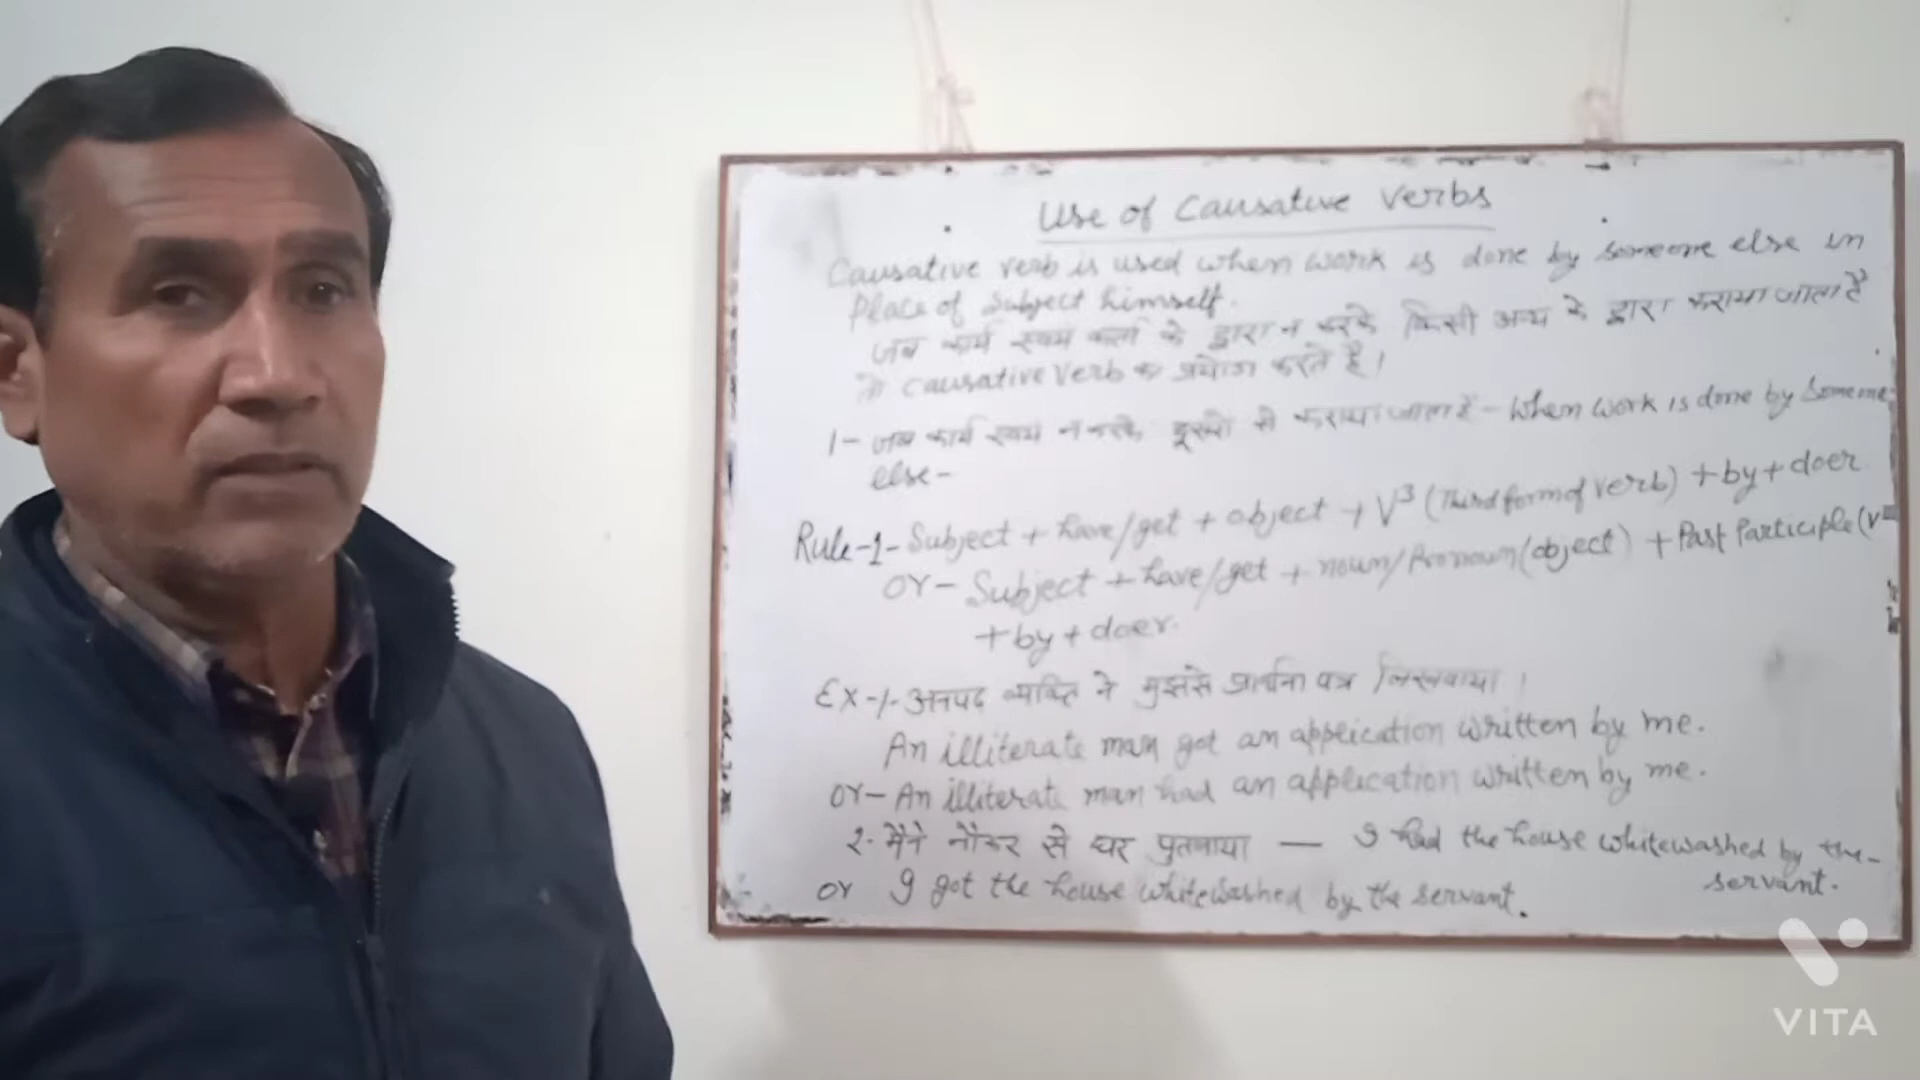 Use of Causative Verbs
Causative verb is used when work is done by someone else in
Place of Subject himself.
जब कार्य स्वयम कर्ता के द्वारा न करके किसी अन्य के द्वारा कराया जाता है
तो Causative Verb का प्रयोग करते हैं।
1- जब कार्य स्वयम न करके दूसरो से कराया जाता है - When work is done by Someone
else-
Rule-1- Subject + have/get + object + V3 (Third form of verb) + by + doer
OR- Subject + have/get + noun/Pronoun (object) + Past Participle (V
+ by + doer.
Ex-1- अनपढ़ व्यक्ति ने मुझसे प्रार्थना पत्र लिखवाया।
An illiterate man got an application written by me.
or- An illiterate man had an application written by me.
2- मैंने नौकर से घर पुतवाया — I had the house whitewashed by the-
servant.
or I got the house whitewashed by the servant.
VITA